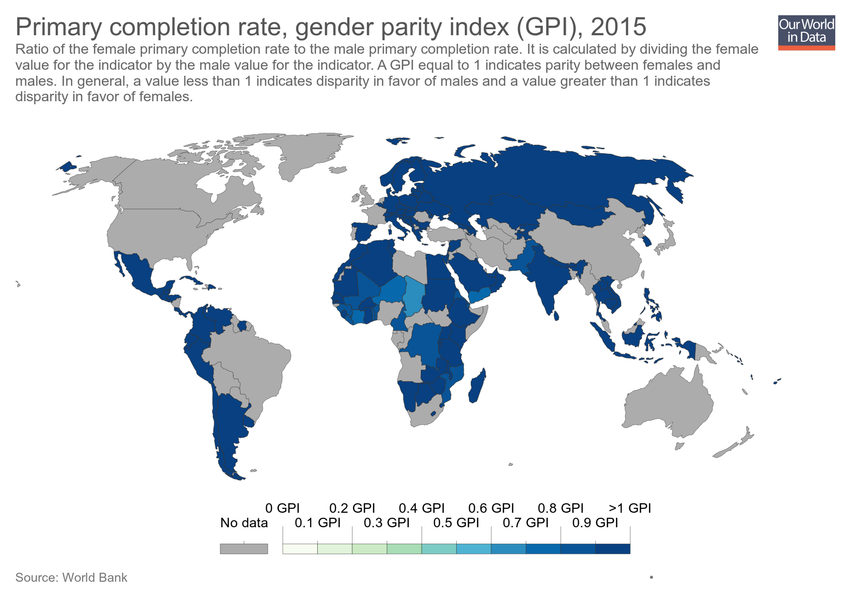 Primary completion rate, gender parity index (GPI), 2015
Our World
in Data
Ratio of the female primary completion rate to the male primary completion rate. It is calculated by dividing the female
value for the indicator by the male value for the indicator. A GPI equal to 1 indicates parity between females and
males. In general, a value less than 1 indicates disparity in favor of males and a value greater than 1 indicates
disparity in favor of females.
0 GPI 0.2 GPI 0.4 GPI 0.6 GPI 0.8 GPI >1 GPI
No data 0.1 GPI 0.3 GPI 0.5 GPI 0.7 GPI 0.9 GPI
Source: World Bank